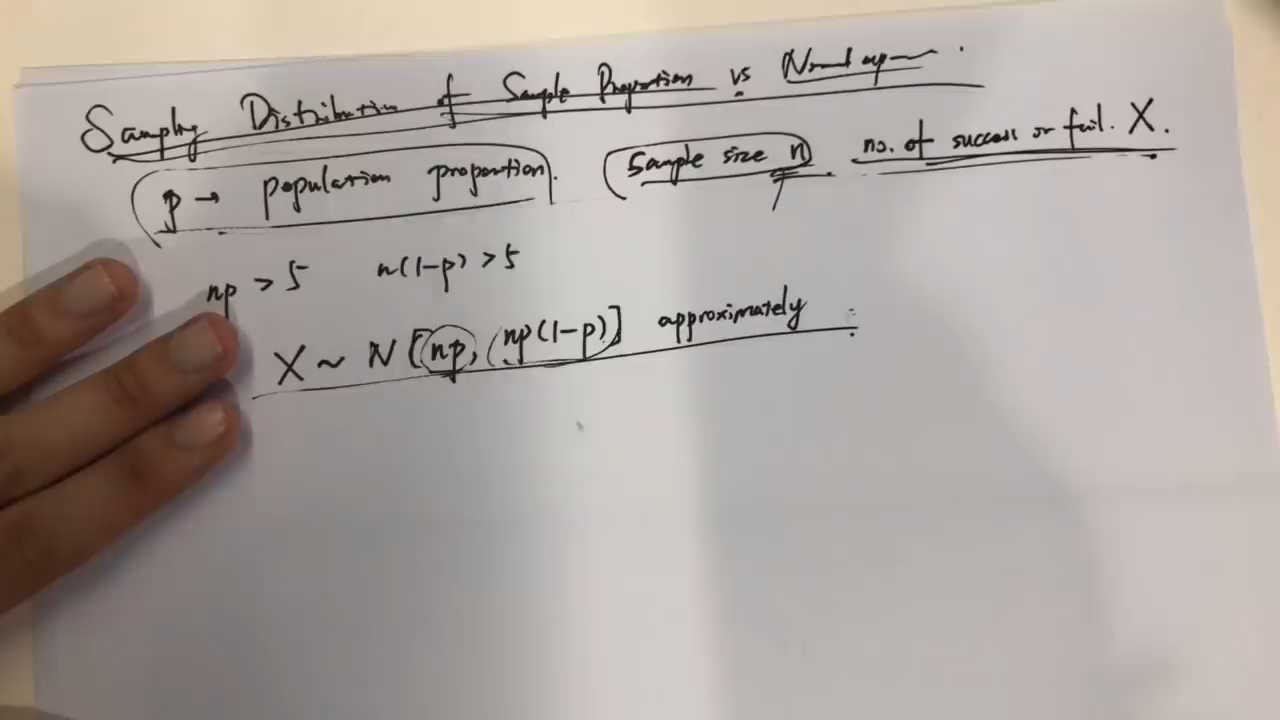 Sampling Distribution of Sample Proportion vs Normal
p → population proportion. Sample size n no. of success or fail. X.
np > 5 n(1-p) > 5
X ~ N [np, np(1-p)] approximately